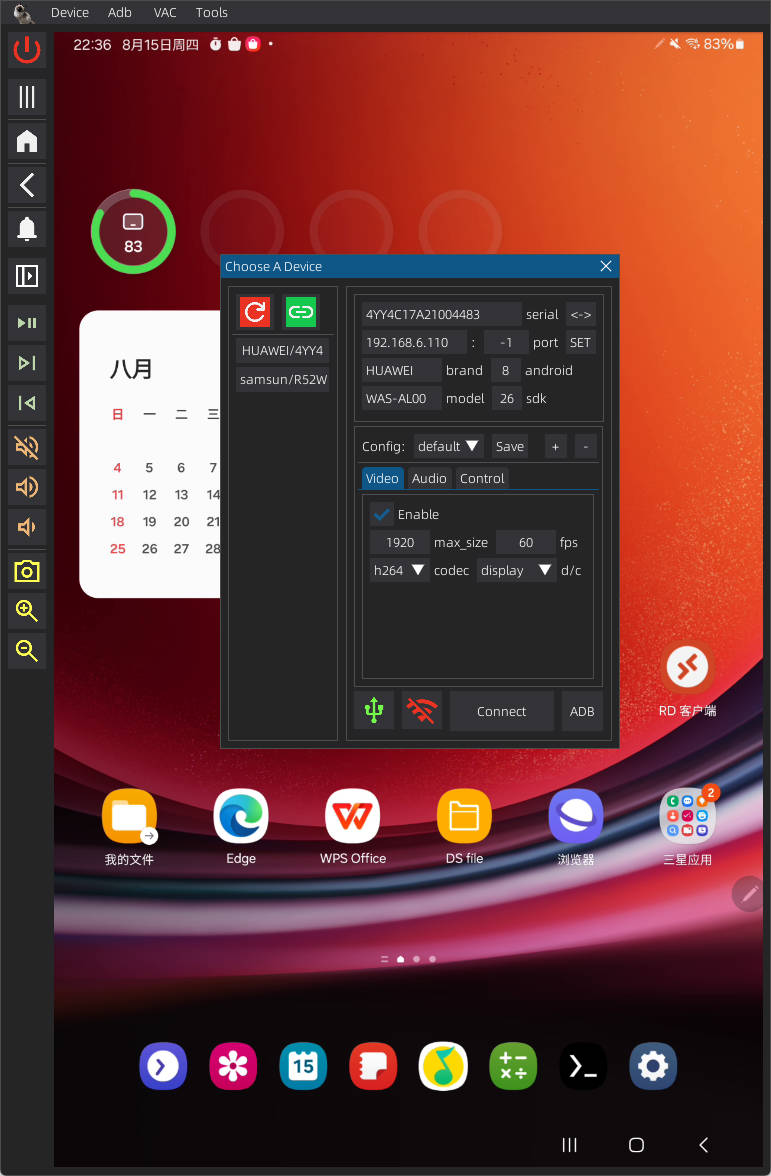 Device Adb VAC Tools
22:36 8月15日周四 83%
83
Choose A Device
八月
日 一 二 三
4 5 6 7
11 12 13 14
18 19 20 21
25 26 27 28
HUAWEI/4YY4
samsun/R52W
4YY4C17A21004483 serial <->
192.168.6.110 : -1 port SET
HUAWEI brand 8 android
WAS-AL00 model 26 sdk
Config: default Save + -
Video Audio Control
Enable
1920 max_size 60 fps
h264 codec display d/c
Connect ADB
RD 客户端
2
我的文件 Edge WPS Office DS file 浏览器 三星应用
15